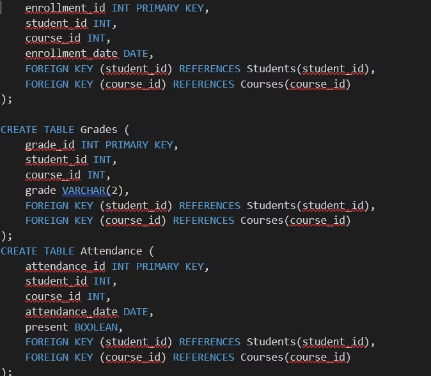 enrollment_id INT PRIMARY KEY,
student_id INT,
course_id INT,
enrollment_date DATE,
FOREIGN KEY (student_id) REFERENCES Students(student_id),
FOREIGN KEY (course_id) REFERENCES Courses(course_id)
);
CREATE TABLE Grades (
grade_id INT PRIMARY KEY,
student_id INT,
course_id INT,
grade VARCHAR(2),
FOREIGN KEY (student_id) REFERENCES Students(student_id),
FOREIGN KEY (course_id) REFERENCES Courses(course_id)
);
CREATE TABLE Attendance (
attendance_id INT PRIMARY KEY,
student_id INT,
course_id INT,
attendance_date DATE,
present BOOLEAN,
FOREIGN KEY (student_id) REFERENCES Students(student_id),
FOREIGN KEY (course_id) REFERENCES Courses(course_id)
);